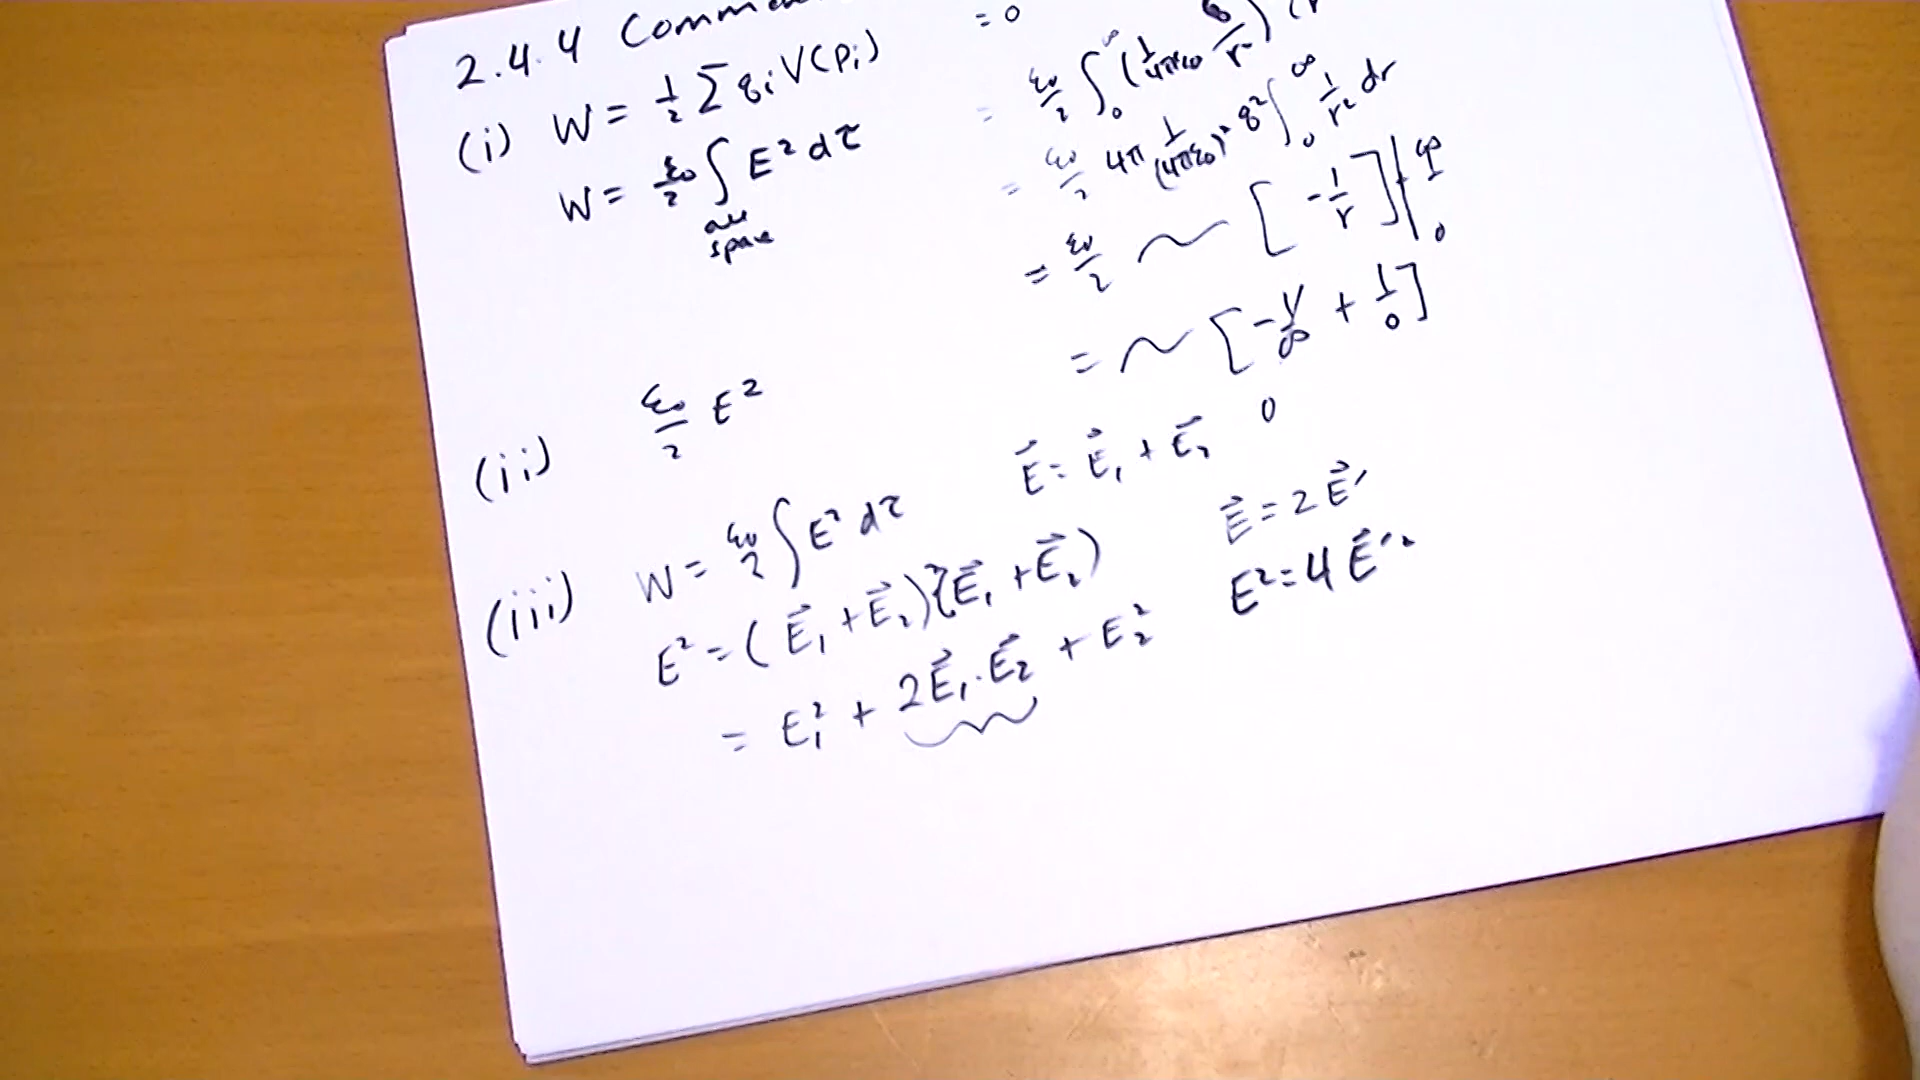 2.4.4 Comm
(i) W = 1/2 Σ qᵢ V(Pᵢ)
W = ε₀/2 ∫ E² dτ
all space
(ii) ε₀/2 E²
(iii) W = ε₀/2 ∫ E² dτ
E² = (E⃗₁ + E⃗₂)·(E⃗₁ + E⃗₂)
= E₁² + 2E⃗₁·E⃗₂ + E₂²
= 0
= ε₀/2 ∫₀^∞ (1/4πε₀ q/r²) (r
= ε₀/2 4π 1/(4πε₀)² q² ∫₀^∞ 1/r² dr
= ε₀/2 ~ [-1/r]|₀^∞
= ~ [-1/∞ + 1/0]
0
E⃗ = E⃗₁ + E⃗₂
E⃗ = 2E⃗′
E² = 4E⃗′²